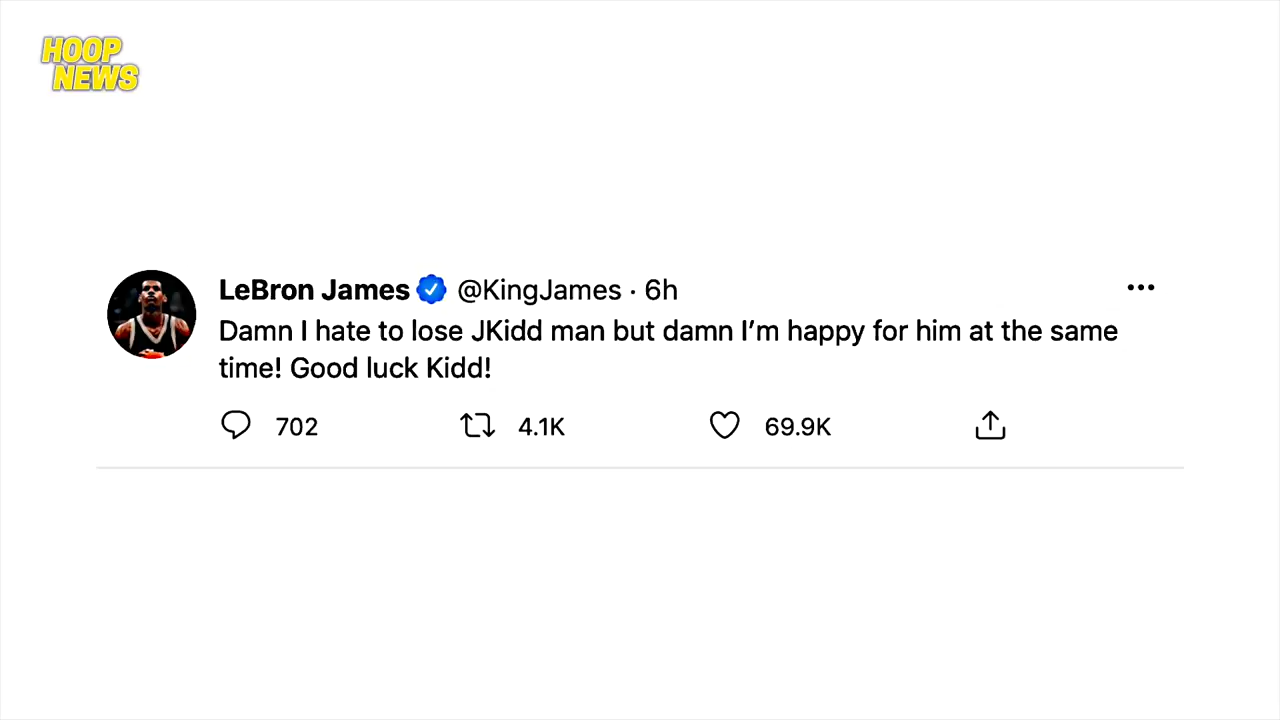 HOOP
NEWS
LeBron James @KingJames · 6h
Damn I hate to lose JKidd man but damn I’m happy for him at the same
time! Good luck Kidd!
702 4.1K 69.9K